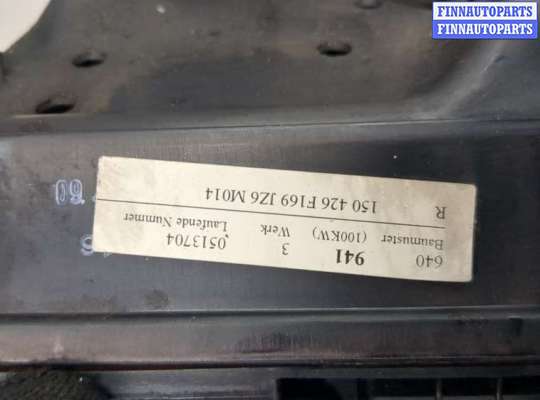 FINNAUTOPARTS
FINNAUTOPARTS
640 941 3 0513704
Baumuster (100KW) Werk Laufende Nummer
R 150 426 F169 JZ6 M014